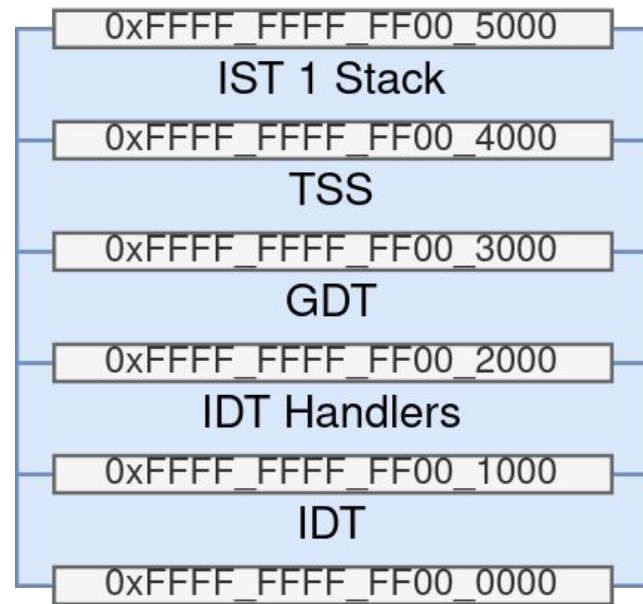 0xFFFF_FFFF_FF00_5000
IST 1 Stack
0xFFFF_FFFF_FF00_4000
TSS
0xFFFF_FFFF_FF00_3000
GDT
0xFFFF_FFFF_FF00_2000
IDT Handlers
0xFFFF_FFFF_FF00_1000
IDT
0xFFFF_FFFF_FF00_0000